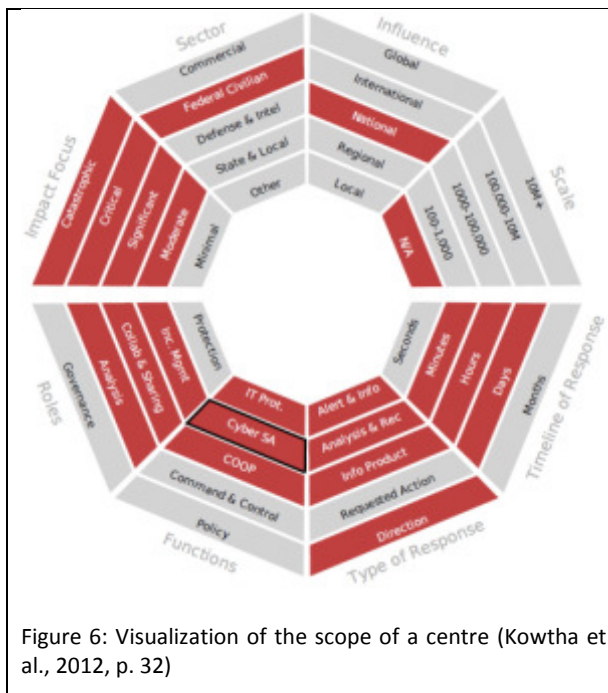 Sector
Commercial
Federal Civilian
Defense & Intel
State & Local
Other
Influence
Global
International
National
Regional
Local
Scale
10M+
100,000-10M
1000-100,000
100-1,000
N/A
Timeline of Response
Seconds
Minutes
Hours
Days
Months
Type of Response
Alert & Info
Analysis & Rec
Info Product
Requested Action
Direction
Functions
IT Prot.
Cyber SA
COOP
Command & Control
Policy
Roles
Governance
Analysis
Collab & Sharing
Inc. Mgmt
Protection
Impact Focus
Catastrophic
Critical
Significant
Moderate
Minimal
Figure 6: Visualization of the scope of a centre (Kowtha et
al., 2012, p. 32)